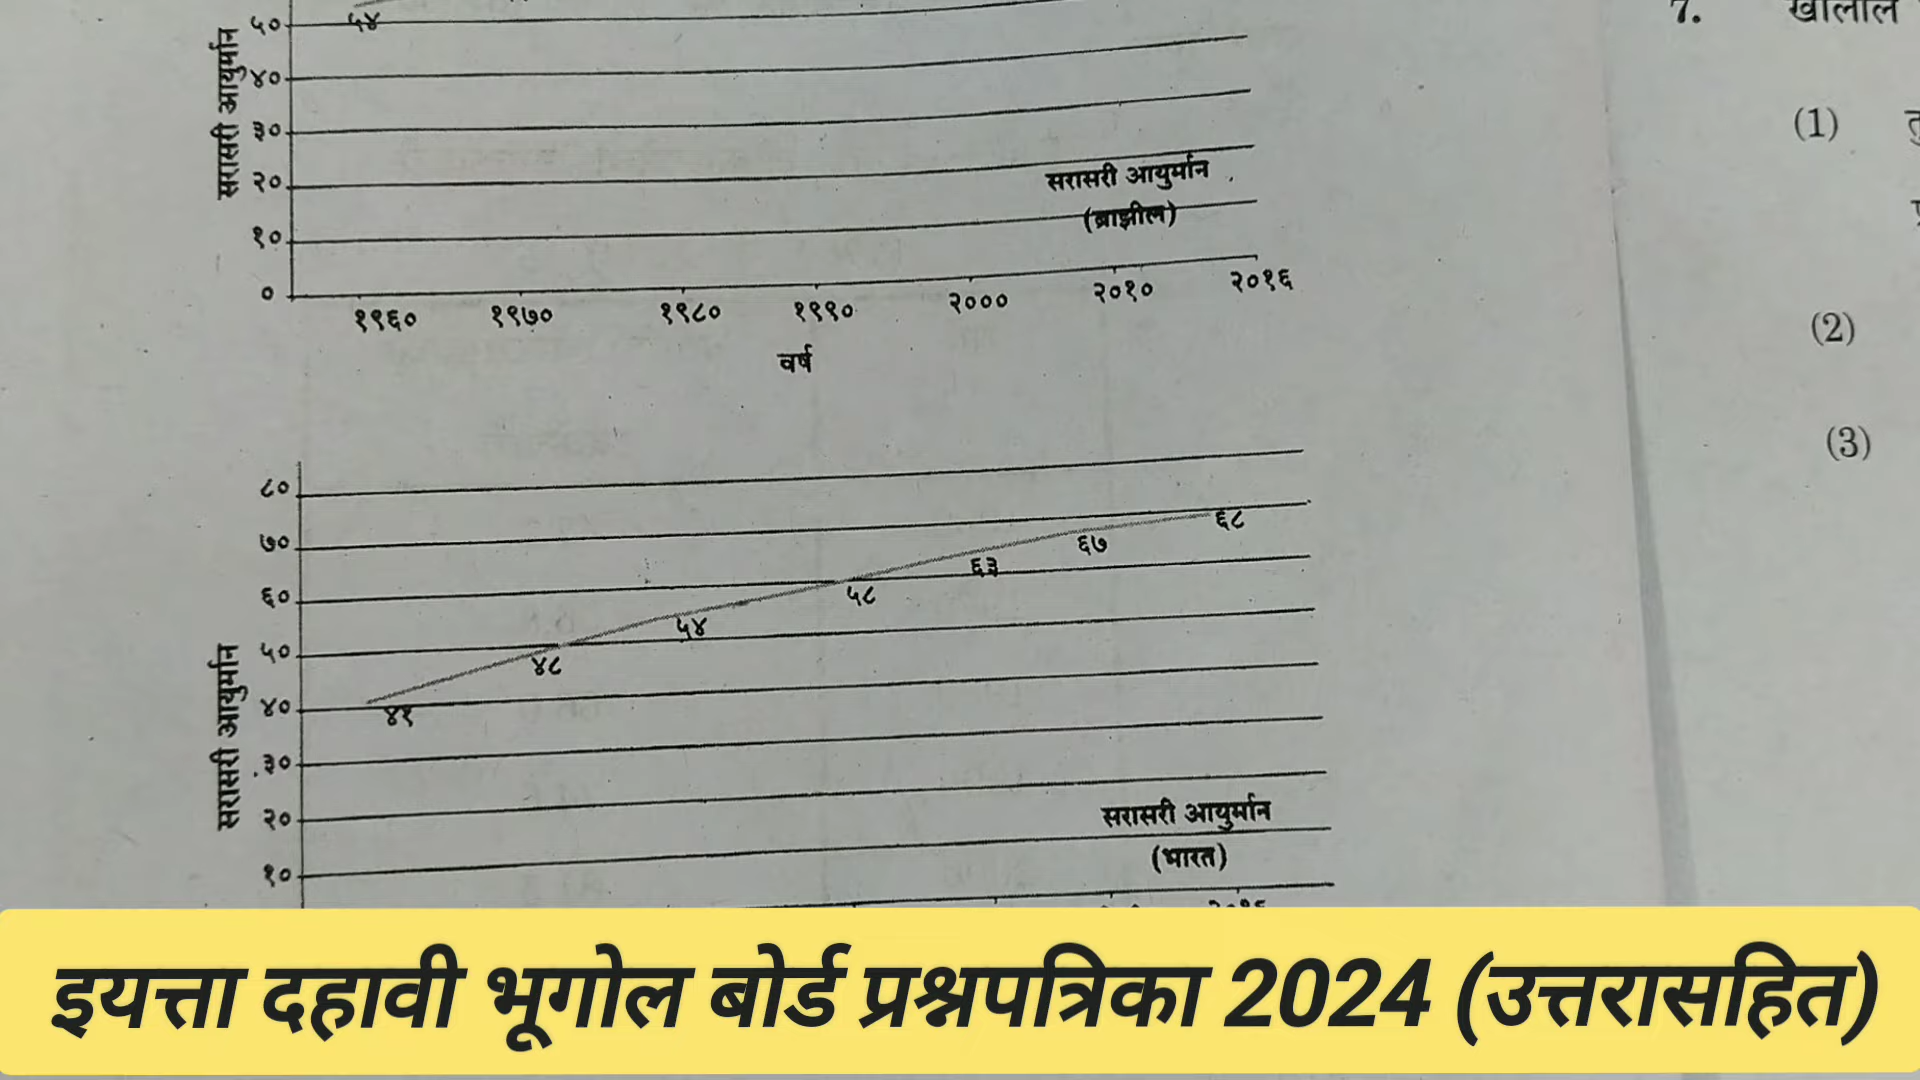 ५०
५४
४०
३०
२०
१०
०
सरासरी आयुर्मान
सरासरी आयुर्मान
(ब्राझील)
१९६० १९७० १९८० १९९० २००० २०१० २०१६
वर्ष
८०
७०
६०
५०
४०
३०
२०
१०
सरासरी आयुर्मान
४१ ४८ ५४ ५८ ६३ ६७ ६८
सरासरी आयुर्मान
(भारत)
7.
(1)
(2)
(3)
इयत्ता दहावी भूगोल बोर्ड प्रश्नपत्रिका 2024 (उत्तरासहित)